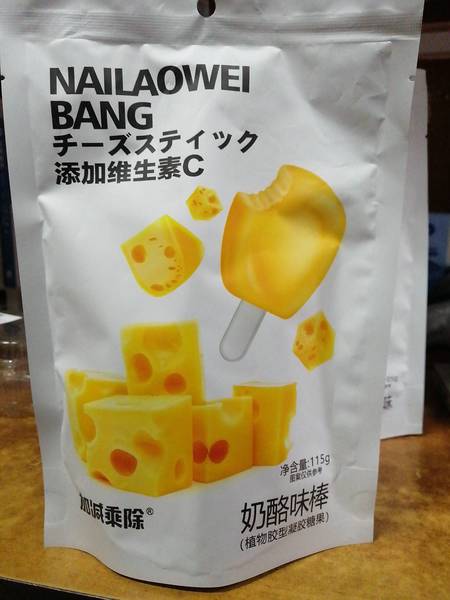 NAILAOWEI
BANG
チーズスティック
添加维生素C
净含量:115g
图案仅供参考
加减乘除®
奶酪味棒
(植物胶型凝胶糖果)
味